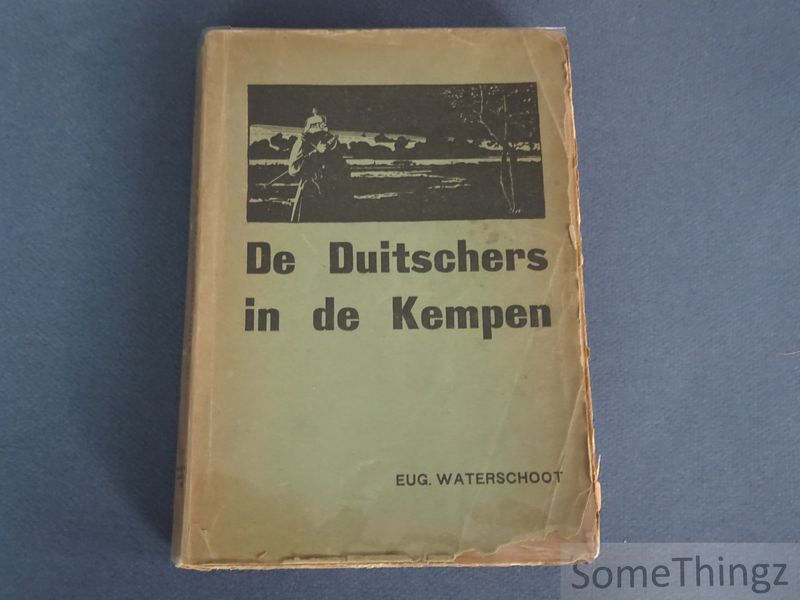 De Duitschers
in de Kempen
EUG. WATERSCHOOT
SomeThingz